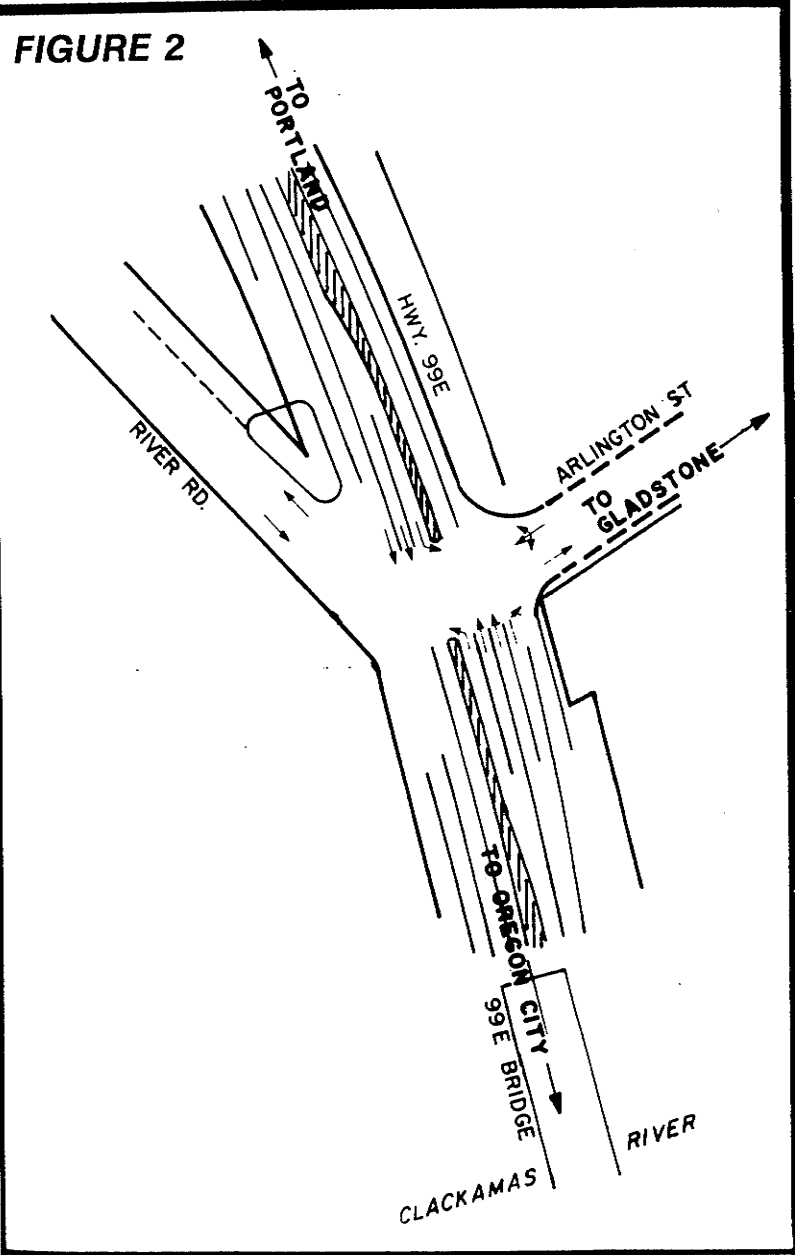 FIGURE 2
TO
PORTLAND
HWY. 99E
RIVER RD.
ARLINGTON ST
TO
GLADSTONE
TO OREGON CITY
99E BRIDGE
CLACKAMAS RIVER